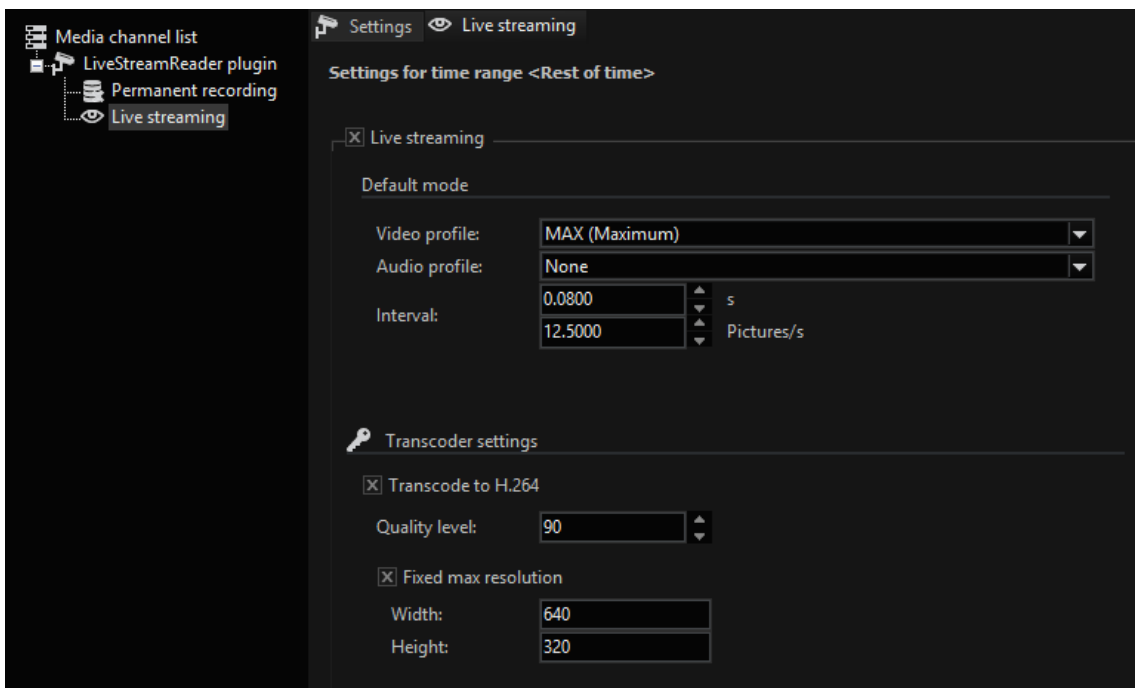 Media channel list
LiveStreamReader plugin
Permanent recording
Live streaming
Settings
Live streaming
Settings for time range <Rest of time>
Live streaming
Default mode
Video profile: MAX (Maximum)
Audio profile: None
Interval:
0.0800 s
12.5000 Pictures/s
Transcoder settings
Transcode to H.264
Quality level: 90
Fixed max resolution
Width: 640
Height: 320